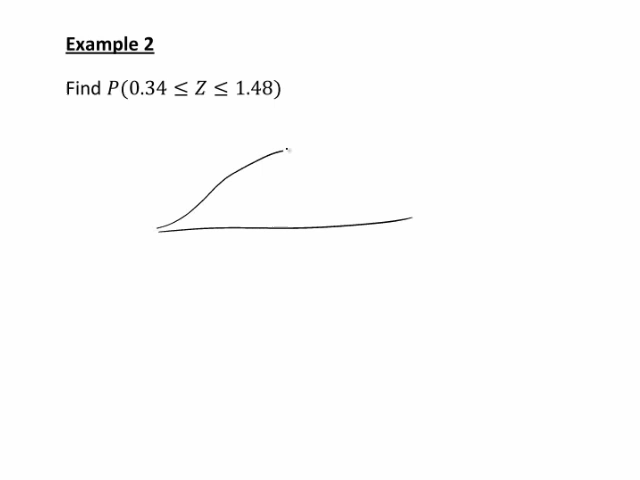 Example 2
Find P(0.34 ≤ Z ≤ 1.48)